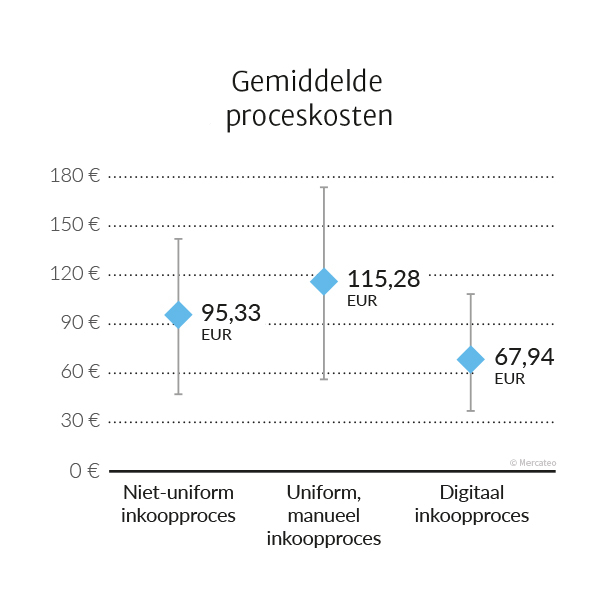 Gemiddelde
proceskosten
180 €
150 €
120 €
90 €
60 €
30 €
0 €
95,33
EUR
115,28
EUR
67,94
EUR
© Mercateo
Niet-uniform
inkoopproces
Uniform,
manueel
inkoopproces
Digitaal
inkoopproces